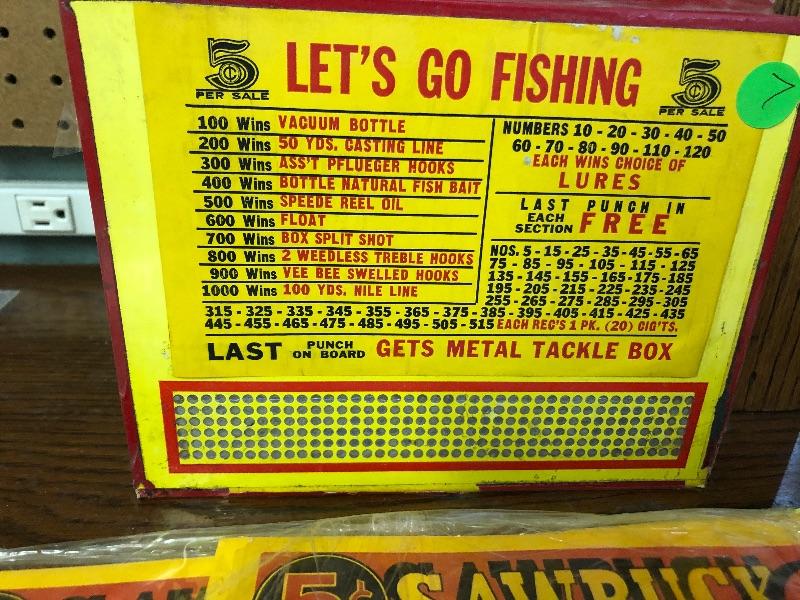 5¢
PER SALE
LET'S GO FISHING
5¢
PER SALE
7
100 Wins VACUUM BOTTLE
200 Wins 50 YDS. CASTING LINE
300 Wins ASS'T PFLUEGER HOOKS
400 Wins BOTTLE NATURAL FISH BAIT
500 Wins SPEEDE REEL OIL
600 Wins FLOAT
700 Wins BOX SPLIT SHOT
800 Wins 2 WEEDLESS TREBLE HOOKS
900 Wins VEE BEE SWELLED HOOKS
1000 Wins 100 YDS. NILE LINE
NUMBERS 10 - 20 - 30 - 40 - 50
60 - 70 - 80 - 90 - 110 - 120
EACH WINS CHOICE OF
LURES
LAST PUNCH IN
EACH SECTION FREE
NOS. 5 - 15 - 25 - 35 - 45 - 55 - 65
75 - 85 - 95 - 105 - 115 - 125
135 - 145 - 155 - 165 - 175 - 185
195 - 205 - 215 - 225 - 235 - 245
255 - 265 - 275 - 285 - 295 - 305
315 - 325 - 335 - 345 - 355 - 365 - 375 - 385 - 395 - 405 - 415 - 425 - 435
445 - 455 - 465 - 475 - 485 - 495 - 505 - 515 EACH REC'S 1 PK. (20) CIG'TS.
LAST PUNCH ON BOARD GETS METAL TACKLE BOX
5¢ SAWBUCK